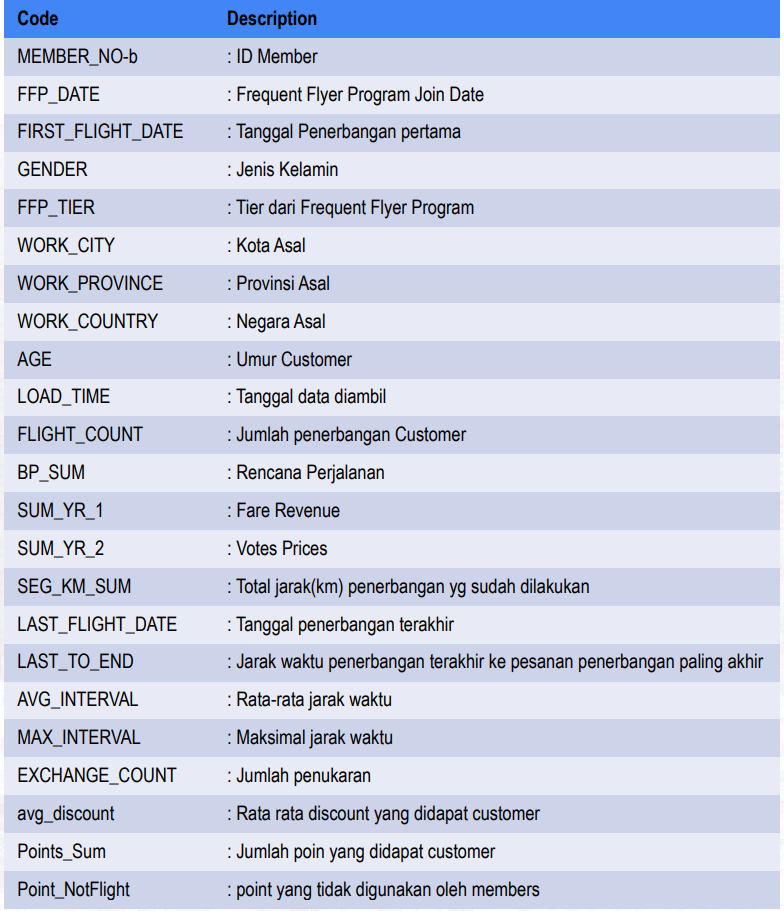 Code Description
MEMBER_NO-b : ID Member
FFP_DATE : Frequent Flyer Program Join Date
FIRST_FLIGHT_DATE : Tanggal Penerbangan pertama
GENDER : Jenis Kelamin
FFP_TIER : Tier dari Frequent Flyer Program
WORK_CITY : Kota Asal
WORK_PROVINCE : Provinsi Asal
WORK_COUNTRY : Negara Asal
AGE : Umur Customer
LOAD_TIME : Tanggal data diambil
FLIGHT_COUNT : Jumlah penerbangan Customer
BP_SUM : Rencana Perjalanan
SUM_YR_1 : Fare Revenue
SUM_YR_2 : Votes Prices
SEG_KM_SUM : Total jarak(km) penerbangan yg sudah dilakukan
LAST_FLIGHT_DATE : Tanggal penerbangan terakhir
LAST_TO_END : Jarak waktu penerbangan terakhir ke pesanan penerbangan paling akhir
AVG_INTERVAL : Rata-rata jarak waktu
MAX_INTERVAL : Maksimal jarak waktu
EXCHANGE_COUNT : Jumlah penukaran
avg_discount : Rata rata discount yang didapat customer
Points_Sum : Jumlah poin yang didapat customer
Point_NotFlight : point yang tidak digunakan oleh members